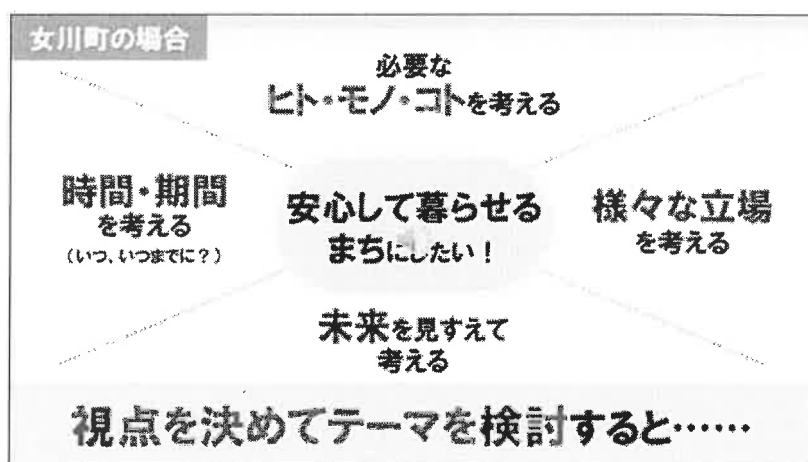 女川町の場合
必要な
ヒト・モノ・コトを考える
時間・期間
を考える
(いつ、いつまでに？)
安心して暮らせる
まちにしたい！
様々な立場
を考える
未来を見すえて
考える
視点を決めてテーマを検討すると……